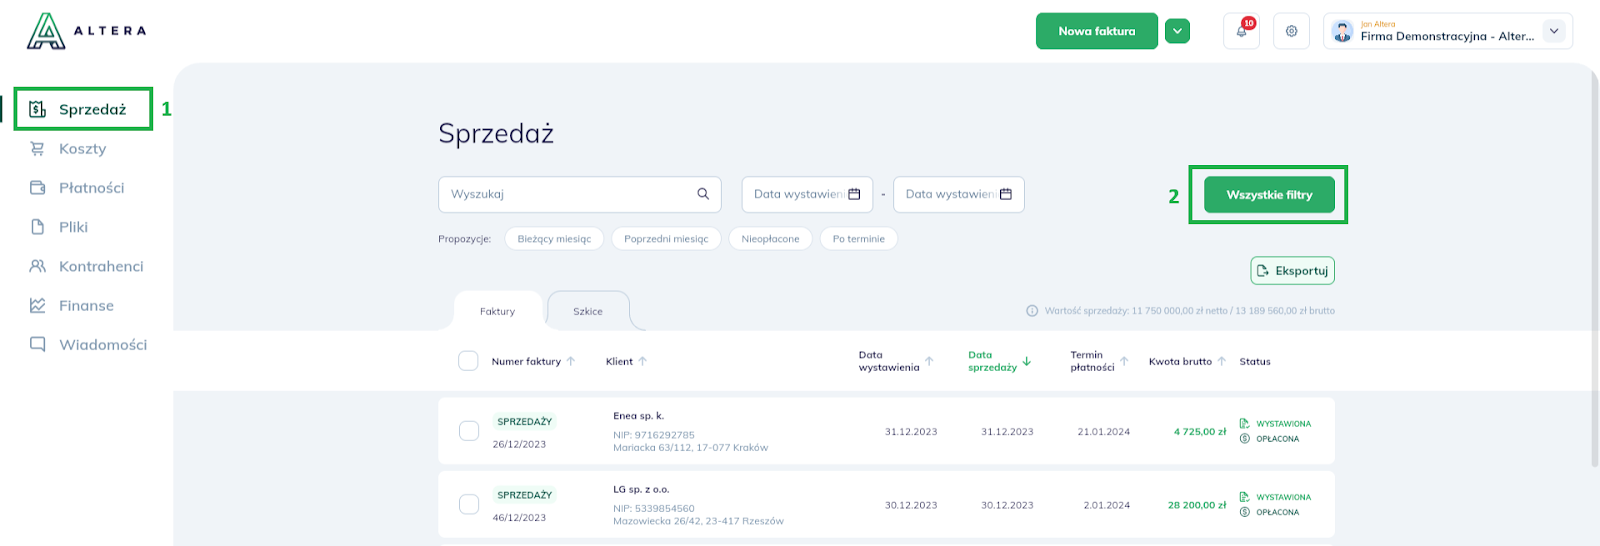 ALTERA
Nowa faktura
10
Jan Altera
Firma Demonstracyjna - Alter...
Sprzedaż 1
Koszty
Płatności
Pliki
Kontrahenci
Finanse
Wiadomości
Sprzedaż
Wyszukaj
Data wystawieni - Data wystawieni
2 Wszystkie filtry
Propozycje: Bieżący miesiąc Poprzedni miesiąc Nieopłacone Po terminie
Eksportuj
Faktury Szkice
Wartość sprzedaży: 11 750 000,00 zł netto / 13 189 560,00 zł brutto
Numer faktury Klient Data wystawienia Data sprzedaży Termin płatności Kwota brutto Status
SPRZEDAŻY
26/12/2023
Enea sp. k.
NIP: 9716292785
Mariacka 63/112, 17-077 Kraków
31.12.2023 31.12.2023 21.01.2024 4 725,00 zł
WYSTAWIONA
OPŁACONA
SPRZEDAŻY
46/12/2023
LG sp. z o.o.
NIP: 5339854560
Mazowiecka 26/42, 23-417 Rzeszów
30.12.2023 30.12.2023 2.01.2024 28 200,00 zł
WYSTAWIONA
OPŁACONA